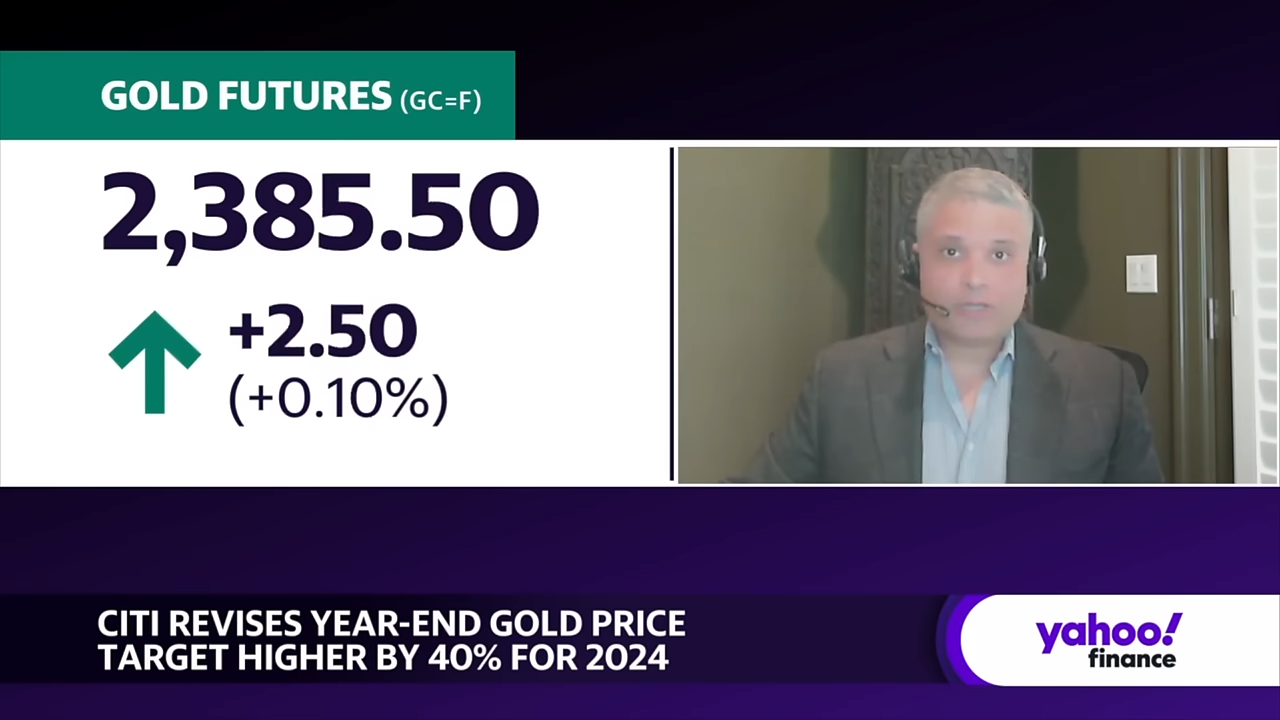 GOLD FUTURES (GC=F)
2,385.50
+2.50
(+0.10%)
CITI REVISES YEAR-END GOLD PRICE
TARGET HIGHER BY 40% FOR 2024
yahoo!
finance